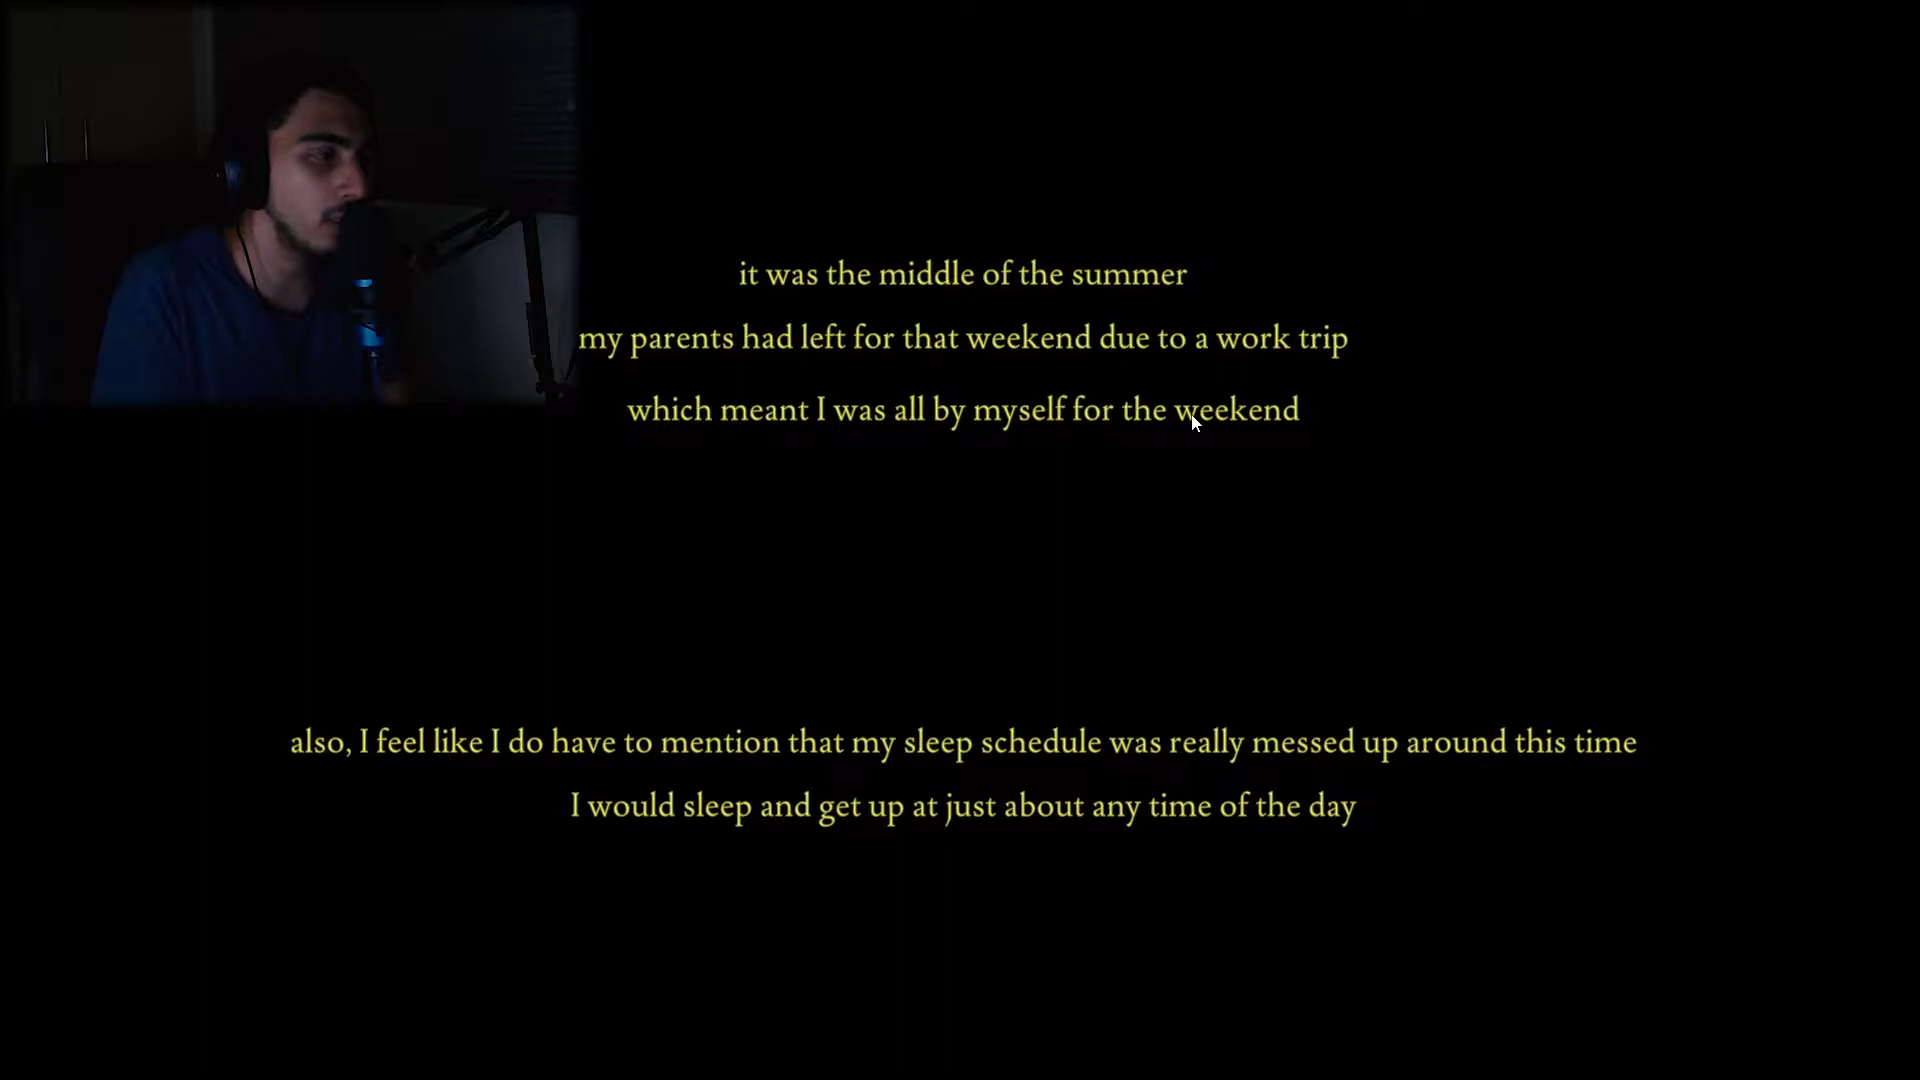 it was the middle of the summer
my parents had left for that weekend due to a work trip
which meant I was all by myself for the weekend
also, I feel like I do have to mention that my sleep schedule was really messed up around this time
I would sleep and get up at just about any time of the day